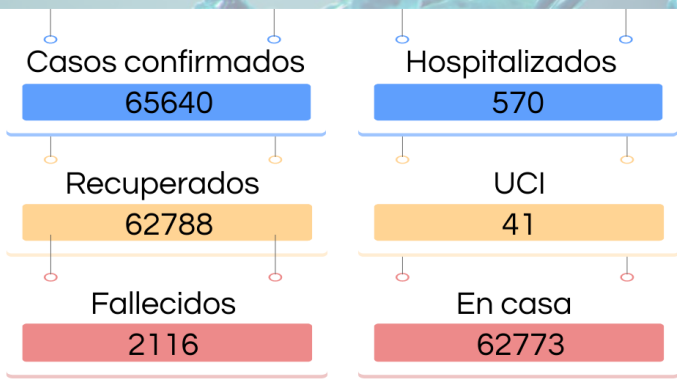 Casos confirmados
65640
Hospitalizados
570
Recuperados
62788
UCI
41
Fallecidos
2116
En casa
62773